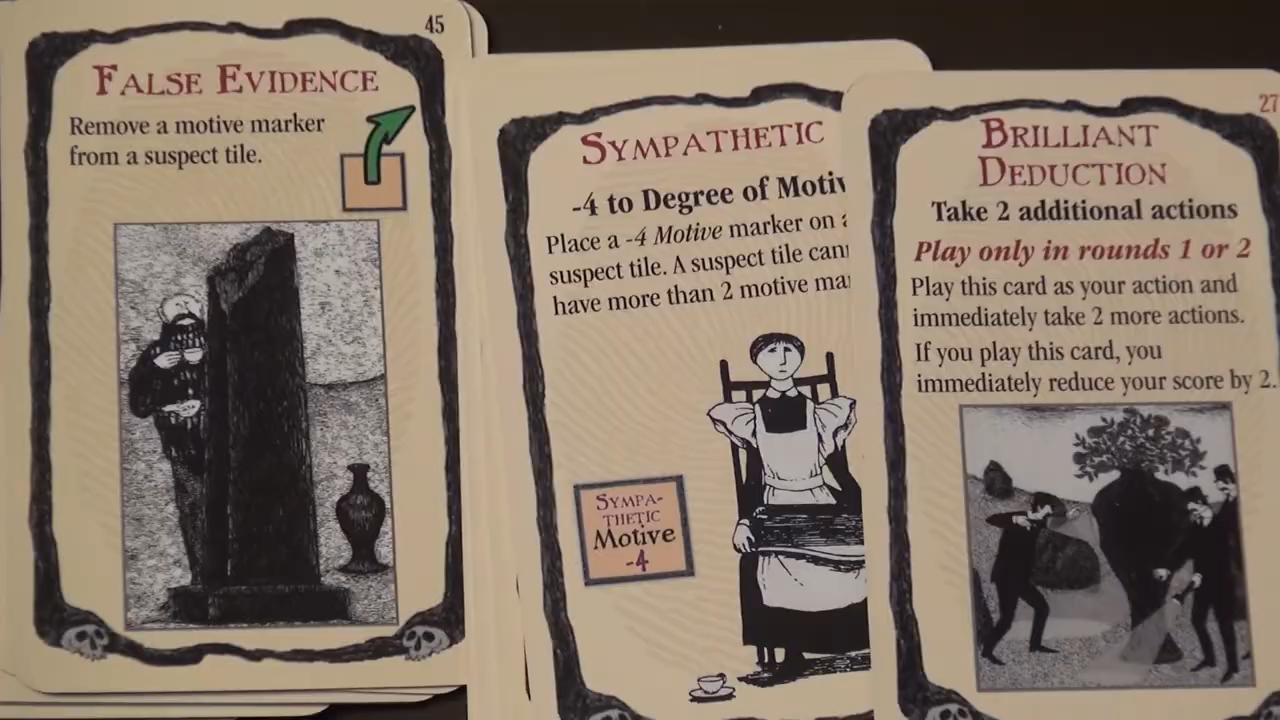 45
FALSE EVIDENCE
Remove a motive marker
from a suspect tile.
SYMPATHETIC
-4 to Degree of
Place a -4 Motive marker on
suspect tile. A suspect tile
have more than 2 motive
SYMPA-
THETIC
Motive
-4
27
BRILLIANT
DEDUCTION
Take 2 additional actions
Play only in rounds 1 or 2
Play this card as your action and
immediately take 2 more actions.
If you play this card, you
immediately reduce your score by 2.